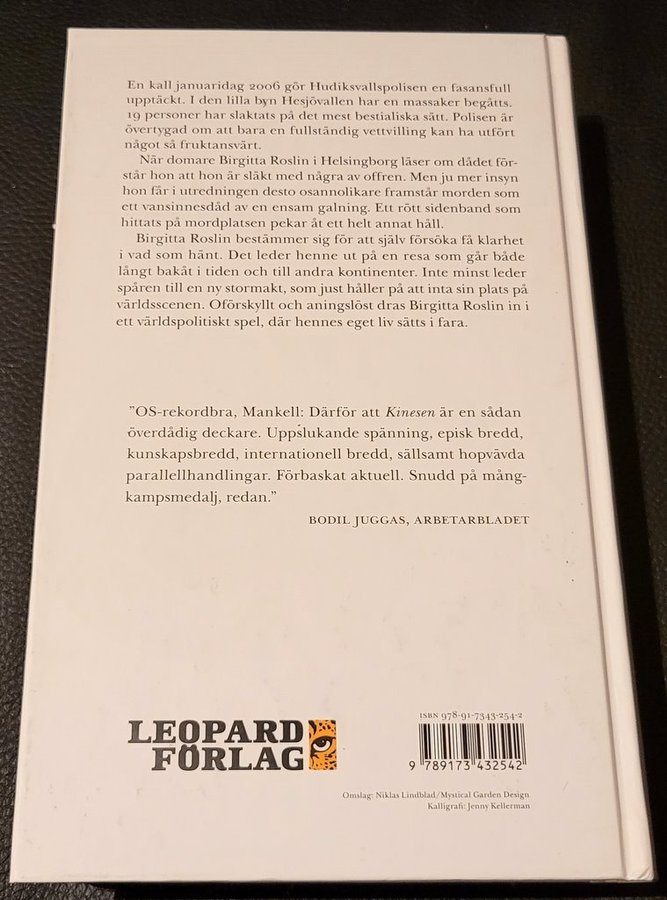 En kall januaridag 2006 gör Hudiksvallspolisen en fasansfull
upptäckt. I den lilla byn Hesjövallen har en massaker begåtts.
19 personer har slaktats på det mest bestialiska sätt. Polisen är
övertygad om att bara en fullständig vettvilling kan ha utfört
något så fruktansvärt.
När domare Birgitta Roslin i Helsingborg läser om dådet för-
står hon att hon är släkt med några av offren. Men ju mer insyn
hon får i utredningen desto osannolikare framstår morden som
ett vansinnesdåd av en ensam galning. Ett rött sidenband som
hittats på mordplatsen pekar åt ett helt annat håll.
Birgitta Roslin bestämmer sig för att själv försöka få klarhet
i vad som hänt. Det leder henne ut på en resa som går både
långt bakåt i tiden och till andra kontinenter. Inte minst leder
spåren till en ny stormakt, som just håller på att inta sin plats på
världsscenen. Oförskyllt och aningslöst dras Birgitta Roslin in i
ett världspolitiskt spel, där hennes eget liv sätts i fara.
”OS-rekordbra, Mankell: Därför att Kinesen är en sådan
överdådig deckare. Uppslukande spänning, episk bredd,
kunskapsbredd, internationell bredd, sällsamt hopvävda
parallellhandlingar. Förbaskat aktuell. Snudd på mång-
kampsmedalj, redan.”
BODIL JUGGAS, ARBETARBLADET
LEOPARD
FÖRLAG
ISBN 978-91-7343-254-2
9 789173 432542
Omslag: Niklas Lindblad/Mystical Garden Design
Kalligrafi: Jenny Kellerman